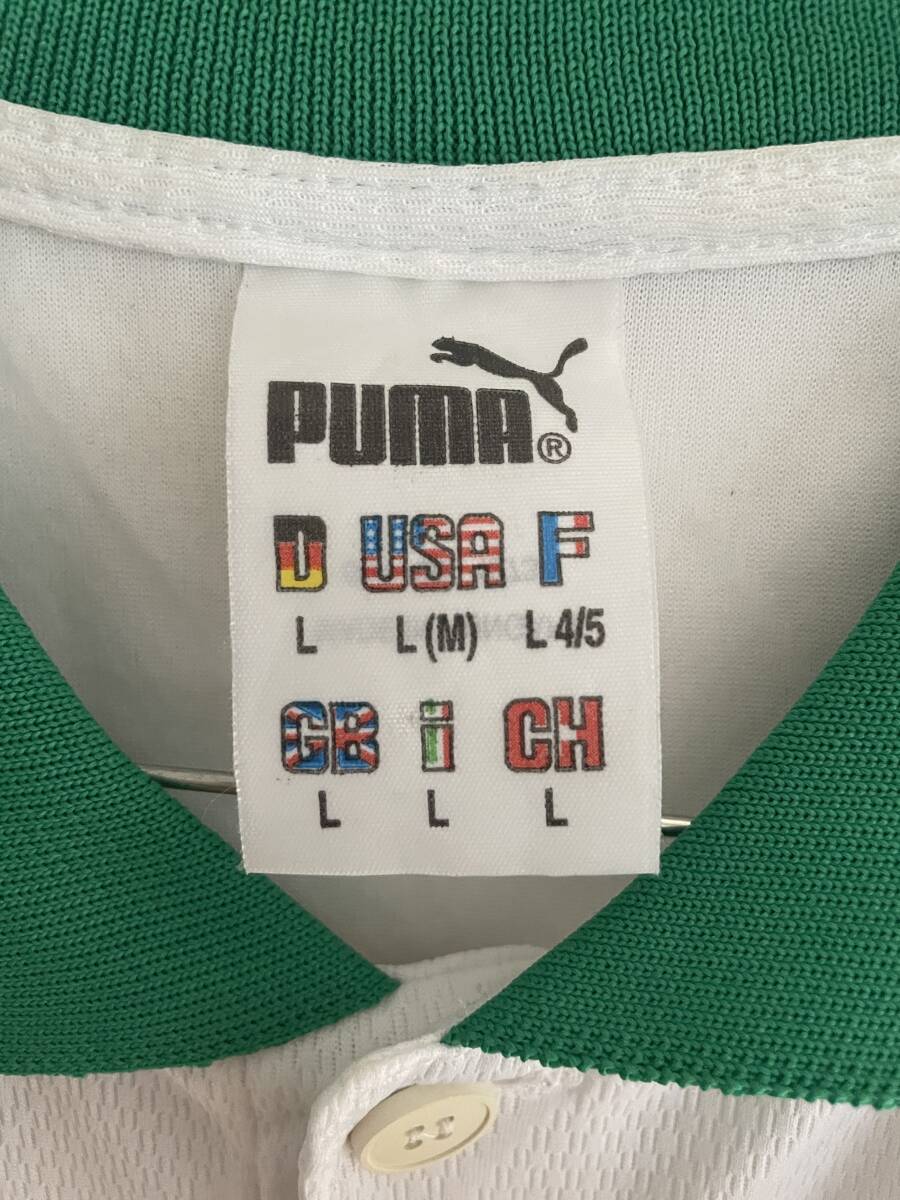 PUMA®
D USA F
L L(M) L 4/5
GB i CH
L L L